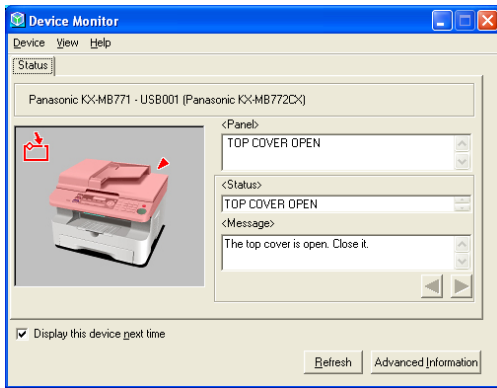 Device Monitor
Device View Help
Status
Panasonic KX-MB771 - USB001 (Panasonic KX-MB772CX)
<Panel>
TOP COVER OPEN
<Status>
TOP COVER OPEN
<Message>
The top cover is open. Close it.
Display this device next time
Refresh Advanced Information